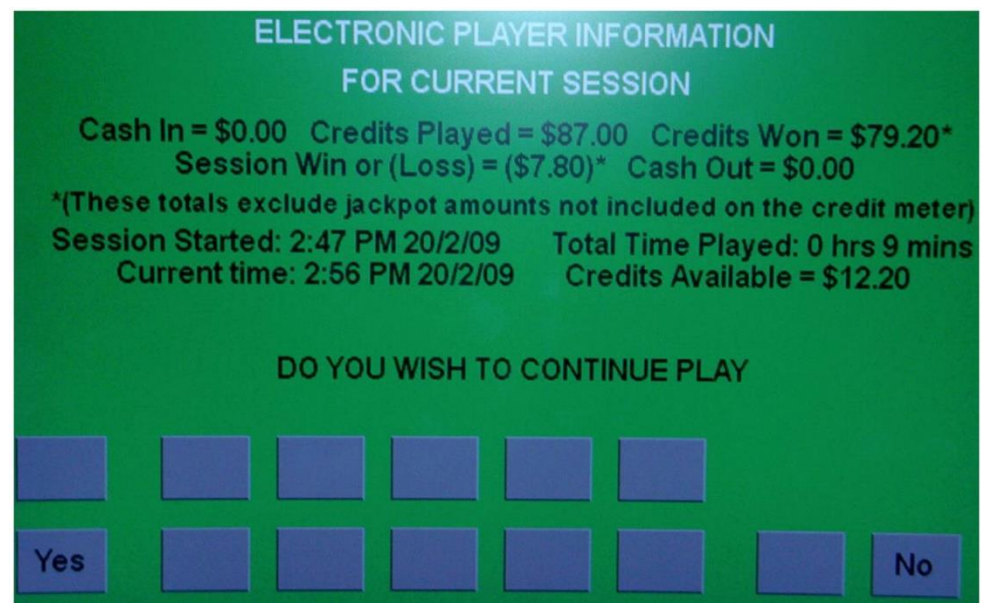 ELECTRONIC PLAYER INFORMATION
FOR CURRENT SESSION
Cash In = $0.00 Credits Played = $87.00 Credits Won = $79.20*
Session Win or (Loss) = ($7.80)* Cash Out = $0.00
*(These totals exclude jackpot amounts not included on the credit meter)
Session Started: 2:47 PM 20/2/09 Total Time Played: 0 hrs 9 mins
Current time: 2:56 PM 20/2/09 Credits Available = $12.20
DO YOU WISH TO CONTINUE PLAY
Yes No